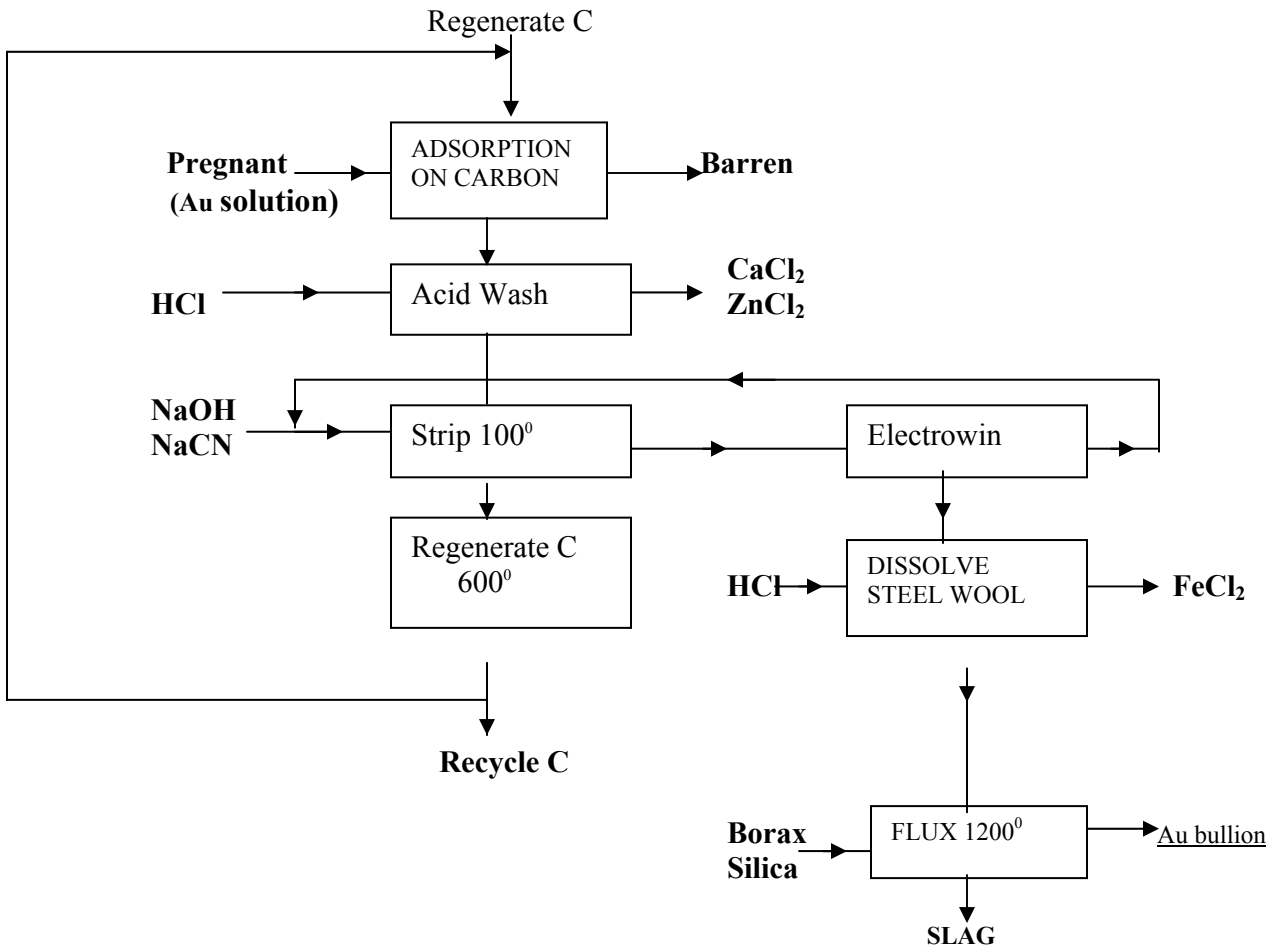 Regenerate C
ADSORPTION
ON CARBON
Pregnant
(Au solution)
Barren
Acid Wash
HCl
CaCl₂
ZnCl₂
NaOH
NaCN
Strip 100⁰
Electrowin
Regenerate C
600⁰
HCl
DISSOLVE
STEEL WOOL
FeCl₂
Recycle C
Borax
Silica
FLUX 1200⁰
Au bullion
SLAG